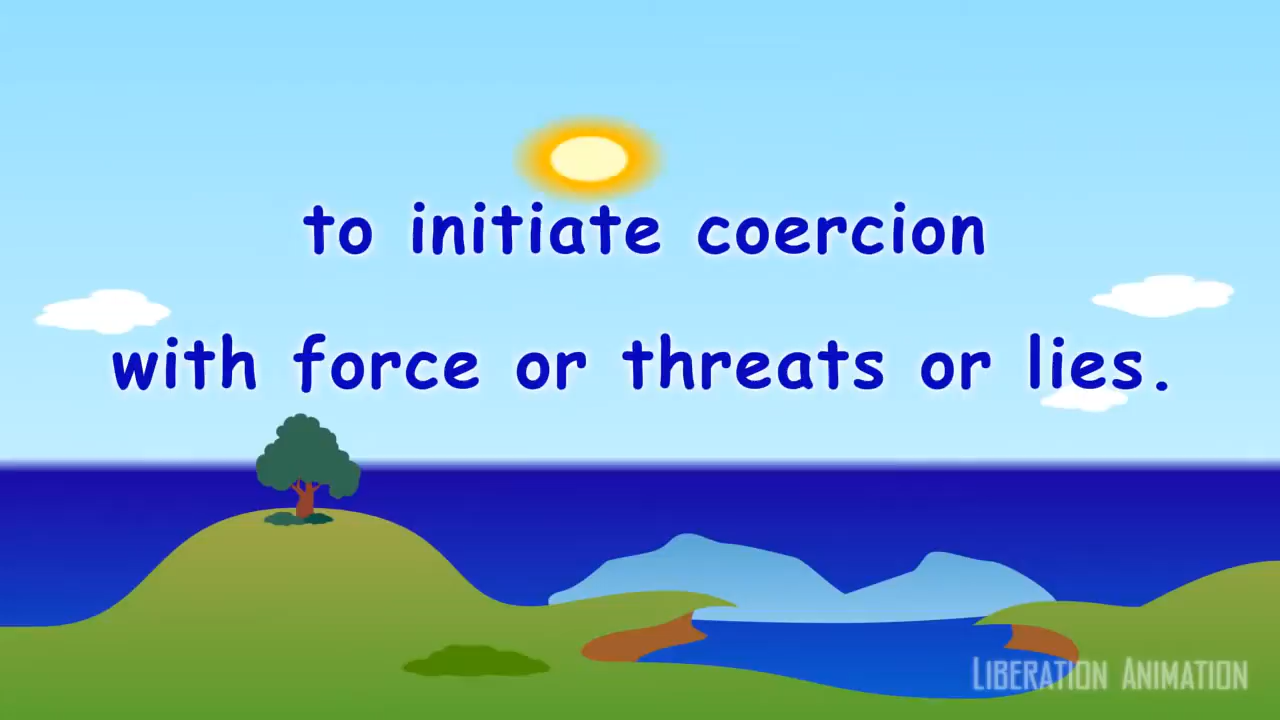 to initiate coercion
with force or threats or lies.
LIBERATION ANIMATION